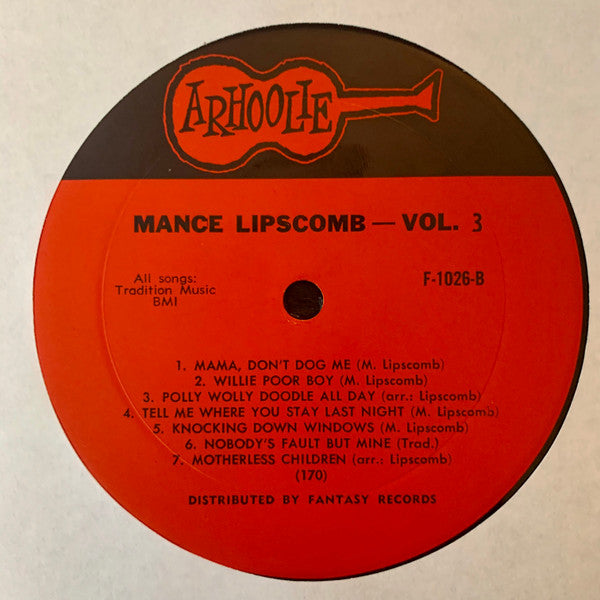 ARHOOLIE
MANCE LIPSCOMB — VOL. 3
All songs:
Tradition Music
BMI
F-1026-B
1. MAMA, DON'T DOG ME (M. Lipscomb)
2. WILLIE POOR BOY (M. Lipscomb)
3. POLLY WOLLY DOODLE ALL DAY (arr.: Lipscomb)
4. TELL ME WHERE YOU STAY LAST NIGHT (M. Lipscomb)
5. KNOCKING DOWN WINDOWS (M. Lipscomb)
6. NOBODY'S FAULT BUT MINE (Trad.)
7. MOTHERLESS CHILDREN (arr.: Lipscomb)
(170)
DISTRIBUTED BY FANTASY RECORDS